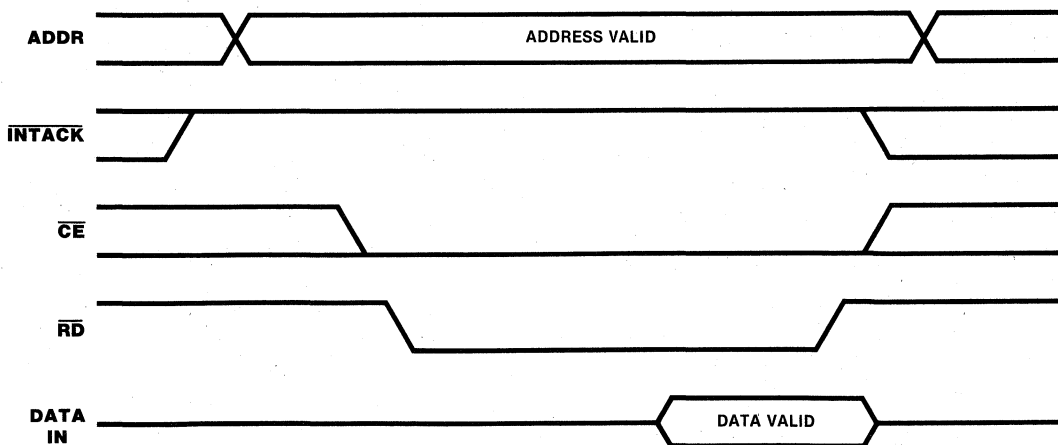 ADDR
ADDRESS VALID
INTACK
CE
RD
DATA
IN
DATA VALID